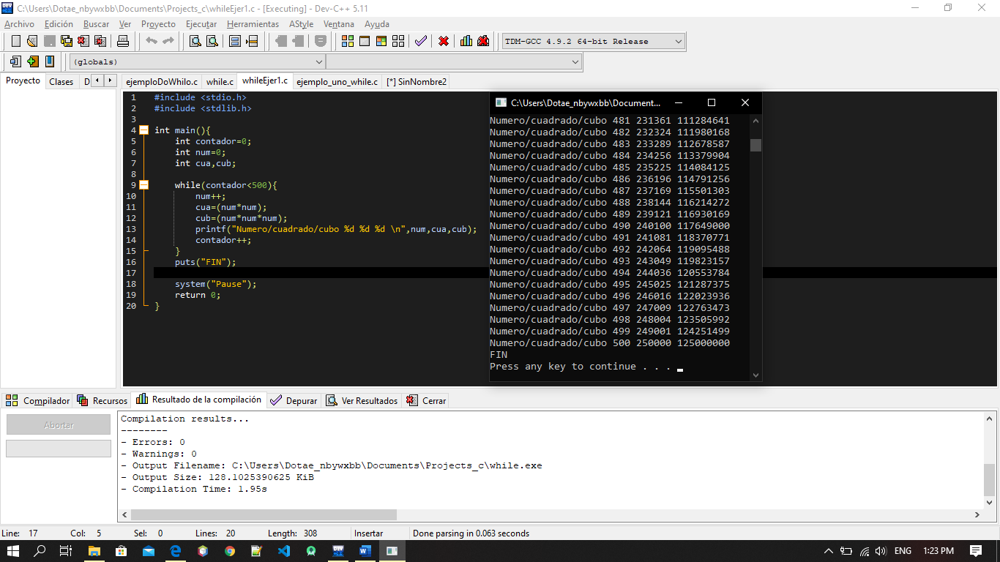 C:\Users\Dotae_nbywxbb\Documents\Projects_c\whileEjer1.c - [Executing] - Dev-C++ 5.11
Archivo Edición Buscar Ver Proyecto Ejecutar Herramientas AStyle Ventana Ayuda
TDM-GCC 4.9.2 64-bit Release
(globals)
Proyecto Clases D
ejemploDoWhilo.c while.c whileEjer1.c ejemplo_uno_while.c [*] SinNombre2
1 #include <stdio.h>
2 #include <stdlib.h>
3
4 int main(){
5 int contador=0;
6 int num=0;
7 int cua,cub;
8
9 while(contador<500){
10 num++;
11 cua=(num*num);
12 cub=(num*num*num);
13 printf("Numero/cuadrado/cubo %d %d %d \n",num,cua,cub);
14 contador++;
15 }
16 puts("FIN");
17
18 system("Pause");
19 return 0;
20 }
C:\Users\Dotae_nbywxbb\Document...
Numero/cuadrado/cubo 481 231361 111284641
Numero/cuadrado/cubo 482 232324 111980168
Numero/cuadrado/cubo 483 233289 112678587
Numero/cuadrado/cubo 484 234256 113379904
Numero/cuadrado/cubo 485 235225 114084125
Numero/cuadrado/cubo 486 236196 114791256
Numero/cuadrado/cubo 487 237169 115501303
Numero/cuadrado/cubo 488 238144 116214272
Numero/cuadrado/cubo 489 239121 116930169
Numero/cuadrado/cubo 490 240100 117649000
Numero/cuadrado/cubo 491 241081 118370771
Numero/cuadrado/cubo 492 242064 119095488
Numero/cuadrado/cubo 493 243049 119823157
Numero/cuadrado/cubo 494 244036 120553784
Numero/cuadrado/cubo 495 245025 121287375
Numero/cuadrado/cubo 496 246016 122023936
Numero/cuadrado/cubo 497 247009 122763473
Numero/cuadrado/cubo 498 248004 123505992
Numero/cuadrado/cubo 499 249001 124251499
Numero/cuadrado/cubo 500 250000 125000000
FIN
Press any key to continue . . .
Compilador Recursos Resultado de la compilación Depurar Ver Resultados Cerrar
Abortar
Compilation results...
--------
- Errors: 0
- Warnings: 0
- Output Filename: C:\Users\Dotae_nbywxbb\Documents\Projects_c\while.exe
- Output Size: 128.1025390625 KiB
- Compilation Time: 1.95s
Line: 17 Col: 5 Sel: 0 Lines: 20 Length: 308 Insertar Done parsing in 0.063 seconds
ENG 1:23 PM